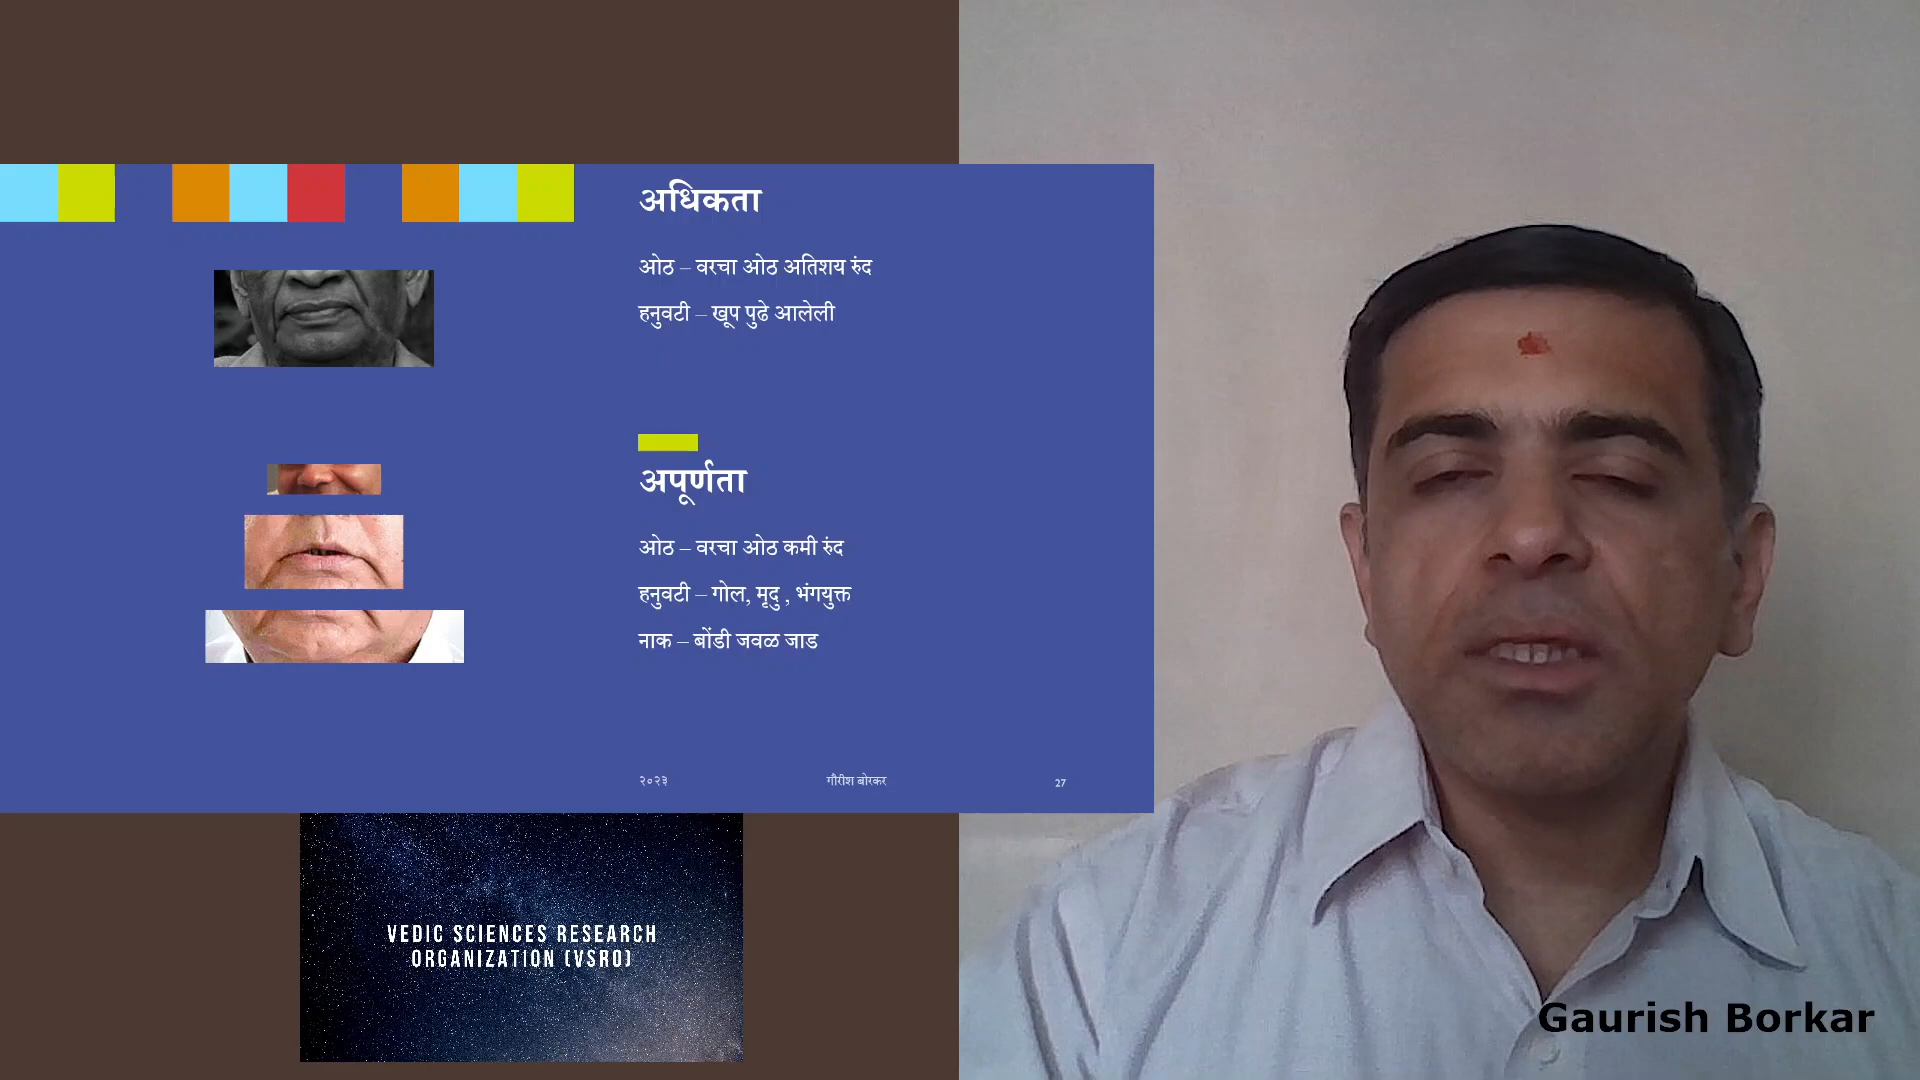 अधिकता
ओठ – वरचा ओठ अतिशय रुंद
हनुवटी – खूप पुढे आलेली
अपूर्णता
ओठ – वरचा ओठ कमी रुंद
हनुवटी – गोल, मृदु , भंगयुक्त
नाक – बोंडी जवळ जाड
२०२३
गौरीश बोरकर
27
VEDIC SCIENCES RESEARCH
ORGANIZATION (VSRO)
Gaurish Borkar